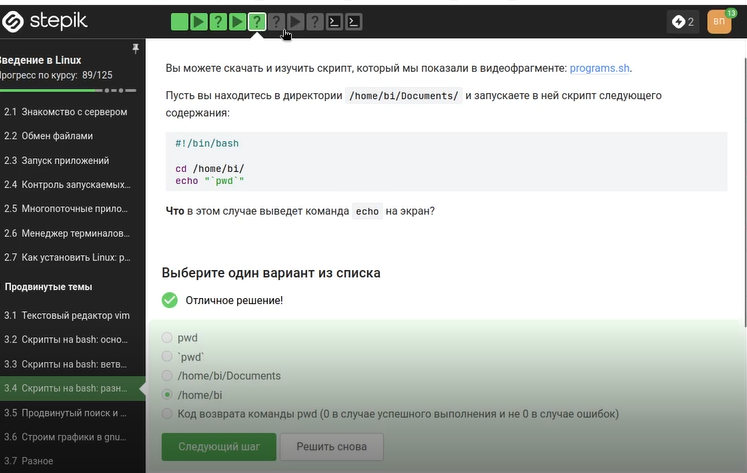 stepik
2
ВП
13
Введение в Linux
Прогресс по курсу: 89/125
2.1 Знакомство с сервером
2.2 Обмен файлами
2.3 Запуск приложений
2.4 Контроль запускаемых...
2.5 Многопоточные прило...
2.6 Менеджер терминалов...
2.7 Как установить Linux: p...
Продвинутые темы
3.1 Текстовый редактор vim
3.2 Скрипты на bash: осно...
3.3 Скрипты на bash: ветв...
3.4 Скрипты на bash: разн...
3.5 Продвинутый поиск и ...
3.6 Строим графики в gnu...
3.7 Разное
Вы можете скачать и изучить скрипт, который мы показали в видеофрагменте: programs.sh.
Пусть вы находитесь в директории /home/bi/Documents/ и запускаете в ней скрипт следующего
содержания:
#!/bin/bash
cd /home/bi/
echo "`pwd`"
Что в этом случае выведет команда echo на экран?
Выберите один вариант из списка
Отличное решение!
pwd
`pwd`
/home/bi/Documents
/home/bi
Код возврата команды pwd (0 в случае успешного выполнения и не 0 в случае ошибок)
Следующий шаг
Решить снова